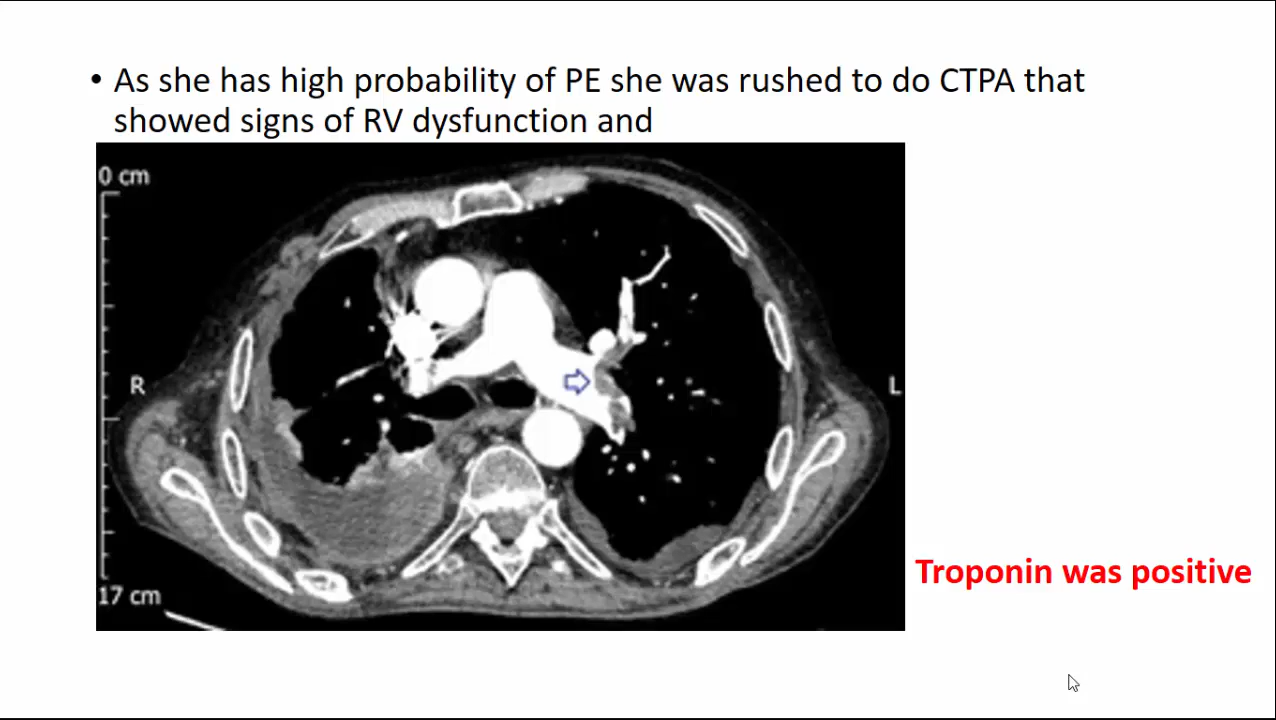 • As she has high probability of PE she was rushed to do CTPA that
showed signs of RV dysfunction and
0 cm
R
L
Troponin was positive
17 cm